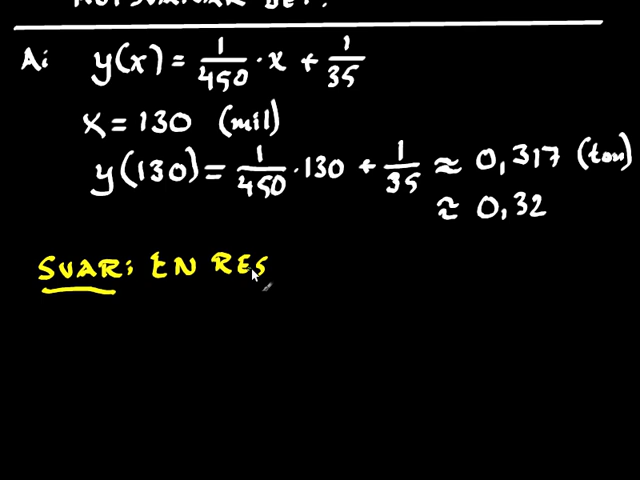 A: y(x) = 1/450 · x + 1/35
x = 130 (mil)
y(130) = 1/450 · 130 + 1/35 ≈ 0,317 (ton)
≈ 0,32
SVAR: EN RES